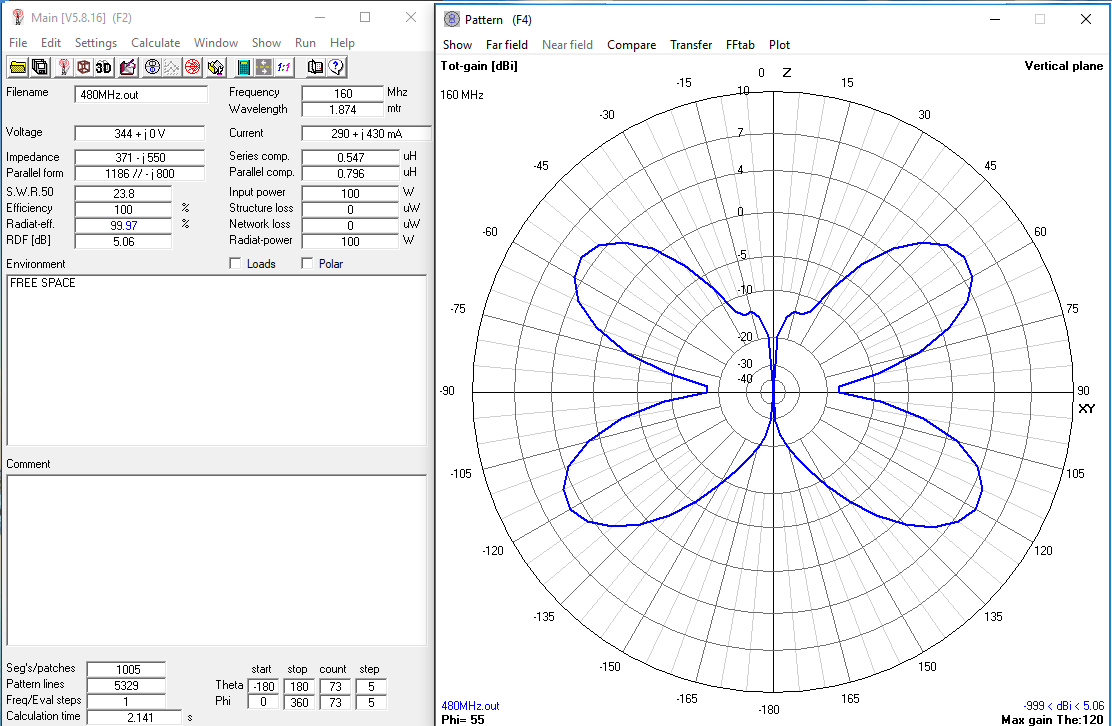 Main [V5.8.16] (F2)
File Edit Settings Calculate Window Show Run Help
3D 1:1
Filename 480MHz.out Frequency 160 Mhz
Wavelength 1.874 mtr
Voltage 344 + j 0 V Current 290 + j 430 mA
Impedance 371 - j 550 Series comp. 0.547 uH
Parallel form 1186 // - j 800 Parallel comp. 0.796 uH
S.W.R.50 23.8 Input power 100 W
Efficiency 100 % Structure loss 0 uW
Radiat-eff. 99.97 % Network loss 0 uW
RDF [dB] 5.06 Radiat-power 100 W
Environment Loads Polar
FREE SPACE
Comment
Seg's/patches 1005 start stop count step
Pattern lines 5329 Theta -180 180 73 5
Freq/Eval steps 1 Phi 0 360 73 5
Calculation time 2.141 s
Pattern (F4)
Show Far field Near field Compare Transfer FFtab Plot
Tot-gain [dBi] Vertical plane
160 MHz
0 Z
-15 15
10
-30 30
7
-45 45
4
0
-60 60
-5
-10
-75 75
-20
-30
-40
-90 90
XY
-105 105
-120 120
-135 135
-150 150
-165 165
-180
480MHz.out -999 < dBi < 5.06
Phi= 55 Max gain The:120